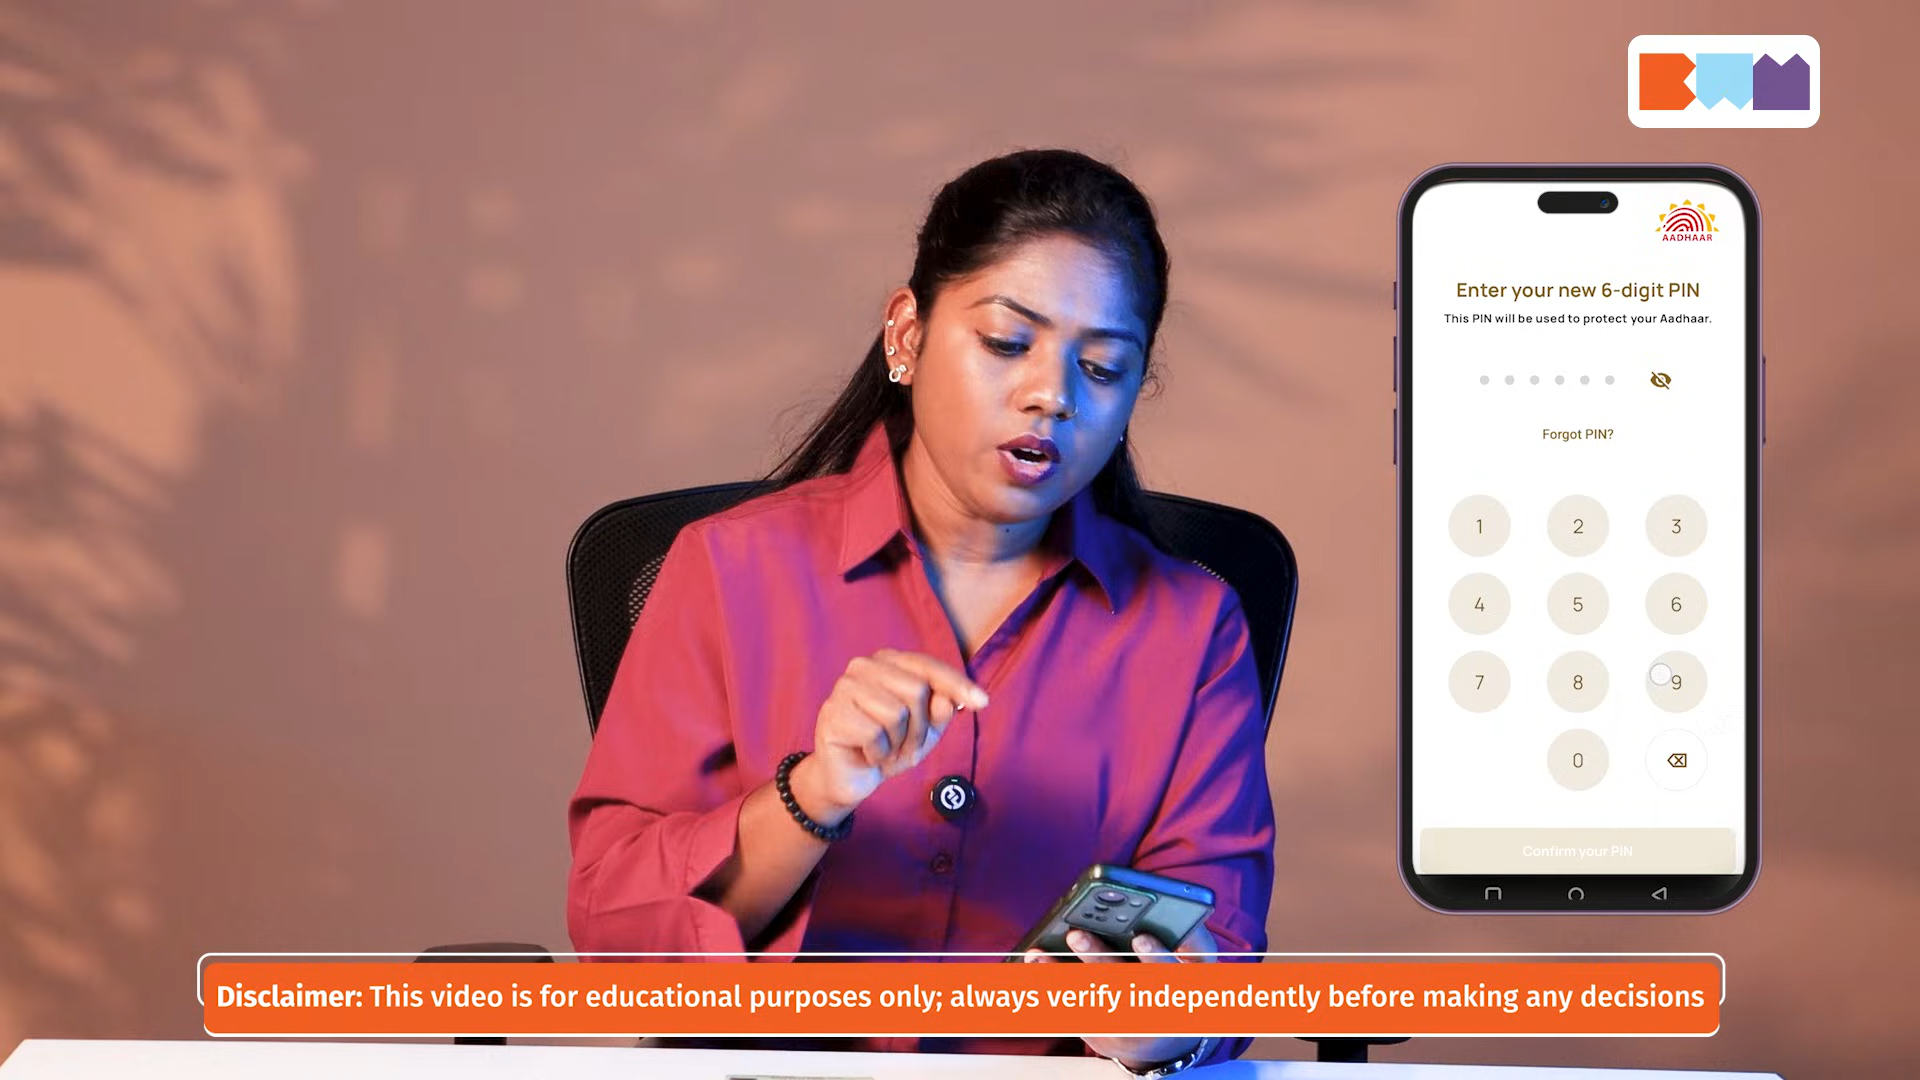 BWM
AADHAAR
Enter your new 6-digit PIN
This PIN will be used to protect your Aadhaar.
Forgot PIN?
1 2 3
4 5 6
7 8 9
0
Confirm your PIN
Disclaimer: This video is for educational purposes only; always verify independently before making any decisions